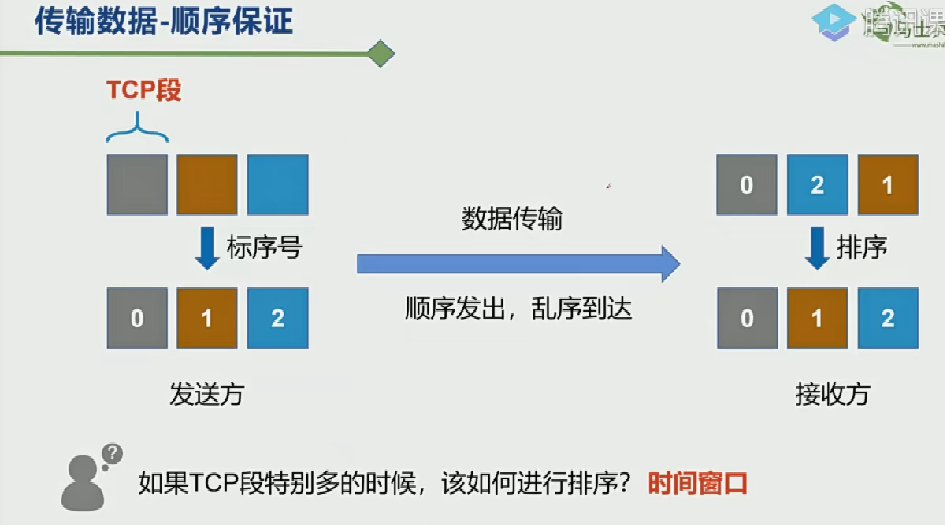 传输数据-顺序保证
腾讯课
TCP段
0 2 1
数据传输
标序号
排序
顺序发出，乱序到达
0 1 2
0 1 2
发送方
接收方
?
如果TCP段特别多的时候，该如何进行排序？ 时间窗口